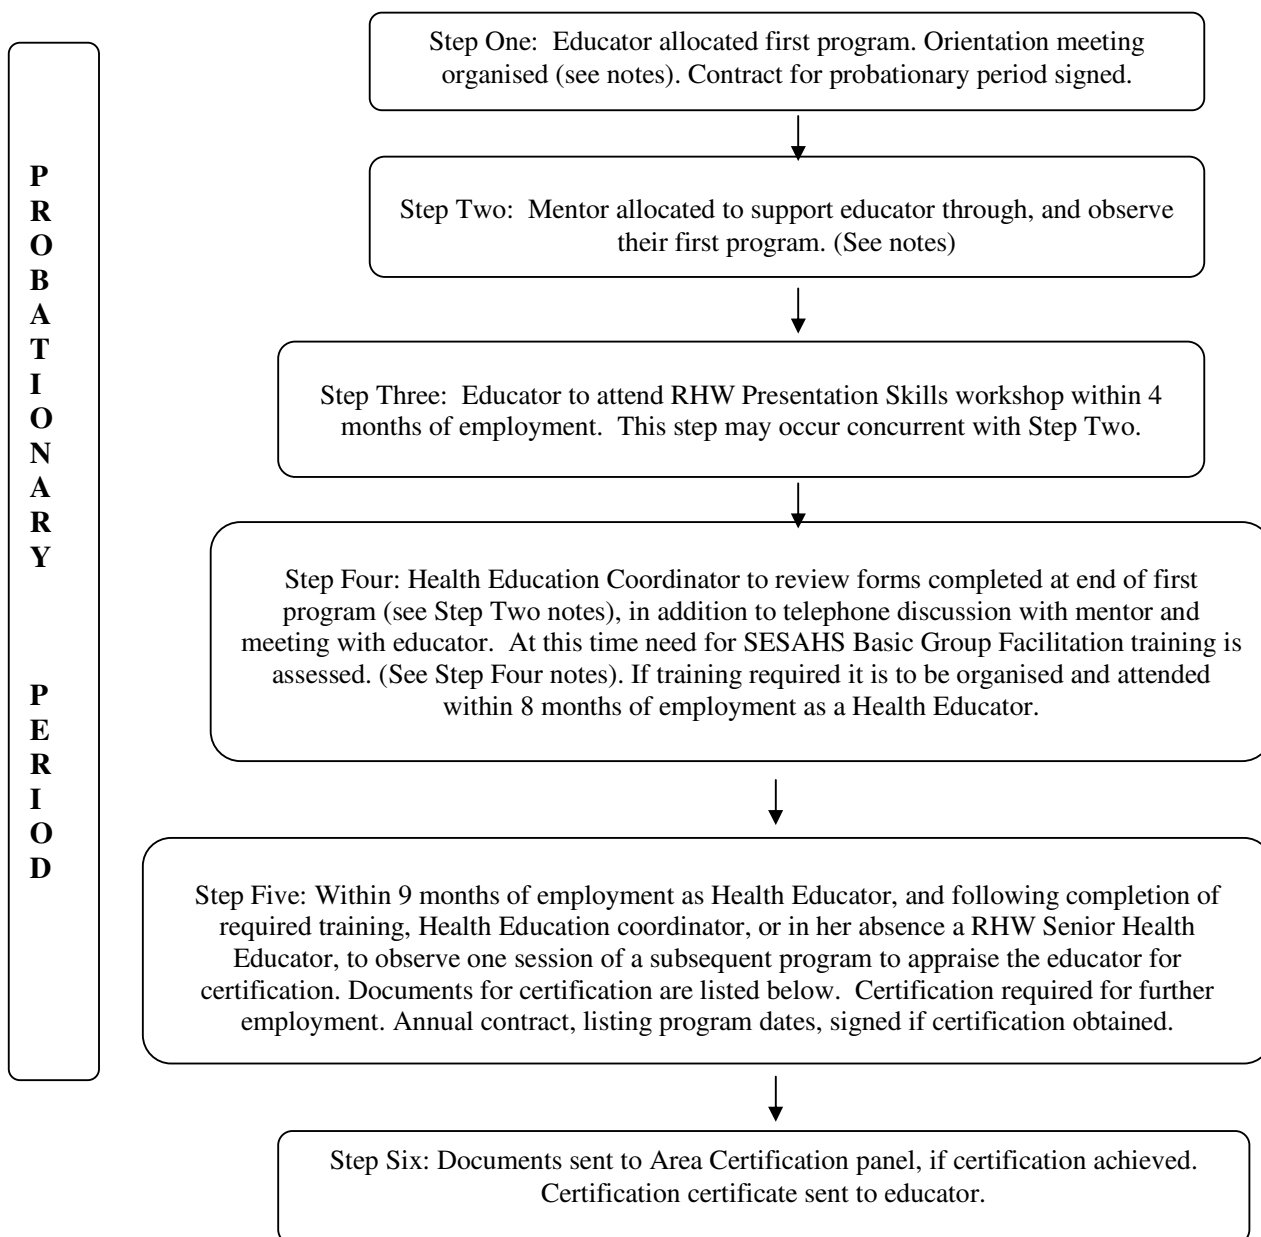 Step One: Educator allocated first program. Orientation meeting
organised (see notes). Contract for probationary period signed.
PROBATIONARY
PERIOD
Step Two: Mentor allocated to support educator through, and observe
their first program. (See notes)
Step Three: Educator to attend RHW Presentation Skills workshop within 4
months of employment. This step may occur concurrent with Step Two.
Step Four: Health Education Coordinator to review forms completed at end of first
program (see Step Two notes), in addition to telephone discussion with mentor and
meeting with educator. At this time need for SESAHS Basic Group Facilitation training is
assessed. (See Step Four notes). If training required it is to be organised and attended
within 8 months of employment as a Health Educator.
Step Five: Within 9 months of employment as Health Educator, and following completion of
required training, Health Education coordinator, or in her absence a RHW Senior Health
Educator, to observe one session of a subsequent program to appraise the educator for
certification. Documents for certification are listed below. Certification required for further
employment. Annual contract, listing program dates, signed if certification obtained.
Step Six: Documents sent to Area Certification panel, if certification achieved.
Certification certificate sent to educator.